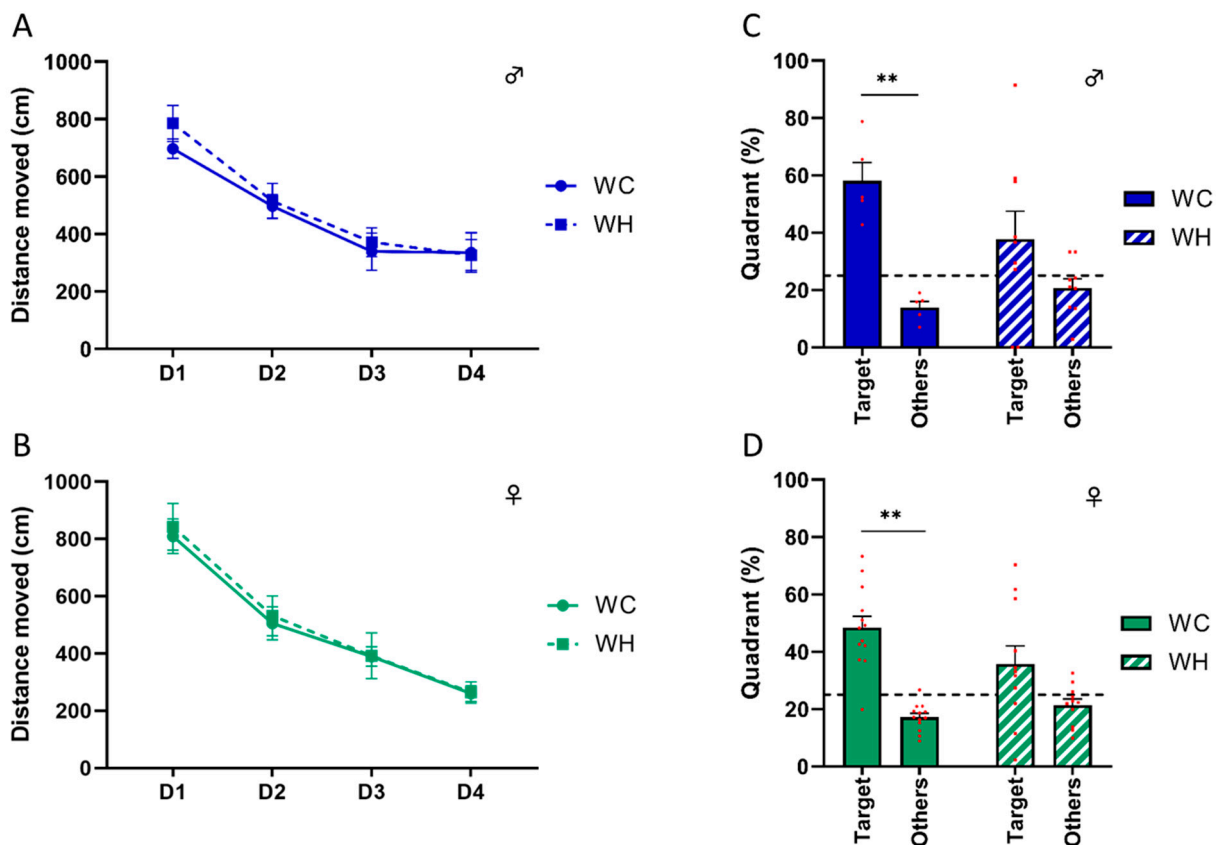 A
Distance moved (cm)
1000
800
600
400
200
0
D1 D2 D3 D4
♂
WC
WH
C
Quadrant (%)
100
80
60
40
20
0
**
♂
Target
Others
Target
Others
WC
WH
B
Distance moved (cm)
1000
800
600
400
200
0
D1 D2 D3 D4
♀
WC
WH
D
Quadrant (%)
100
80
60
40
20
0
**
♀
Target
Others
Target
Others
WC
WH